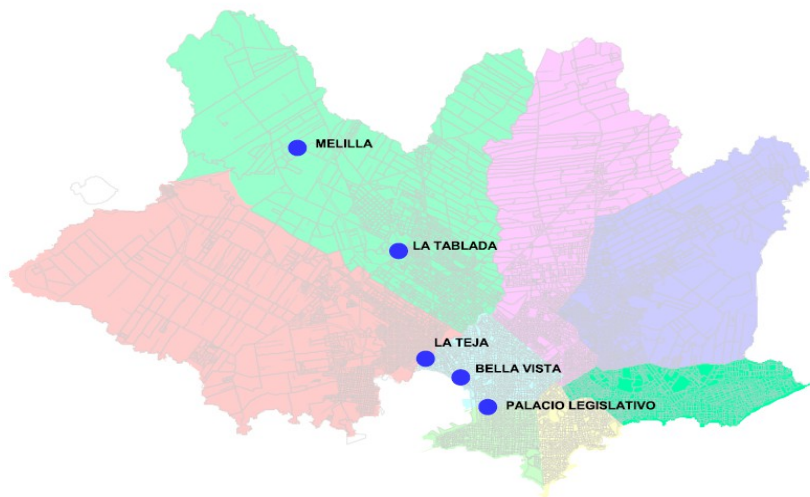 MELILLA
LA TABLADA
LA TEJA
BELLA VISTA
PALACIO LEGISLATIVO